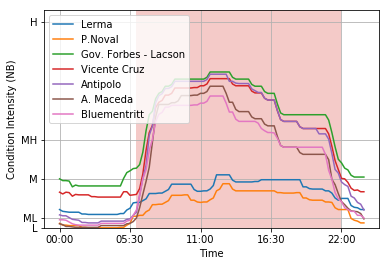 H
MH
M
ML
L
Condition Intensity (NB)
Lerma
P.Noval
Gov. Forbes - Lacson
Vicente Cruz
Antipolo
A. Maceda
Bluementritt
00:00 05:30 11:00 16:30 22:00
Time